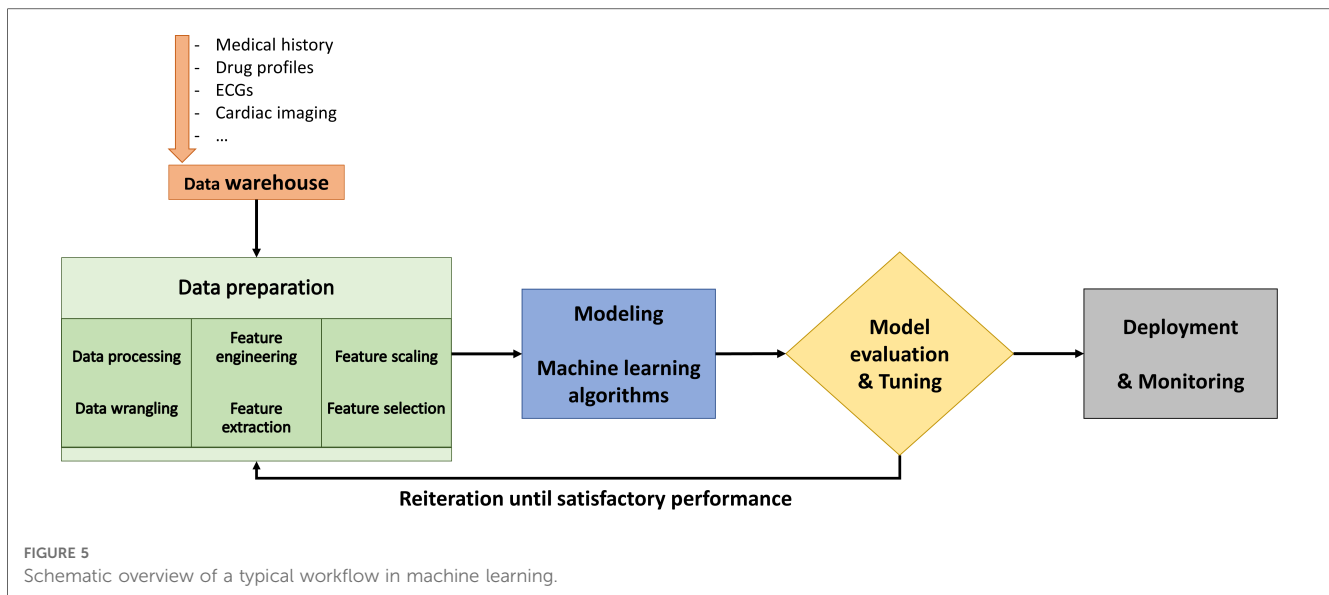 - Medical history
- Drug profiles
- ECGs
- Cardiac imaging
- ...
Data warehouse
Data preparation
Data processing
Data wrangling
Feature
engineering
Feature
extraction
Feature scaling
Feature selection
Modeling
Machine learning
algorithms
Model
evaluation
& Tuning
Deployment
& Monitoring
Reiteration until satisfactory performance
FIGURE 5
Schematic overview of a typical workflow in machine learning.